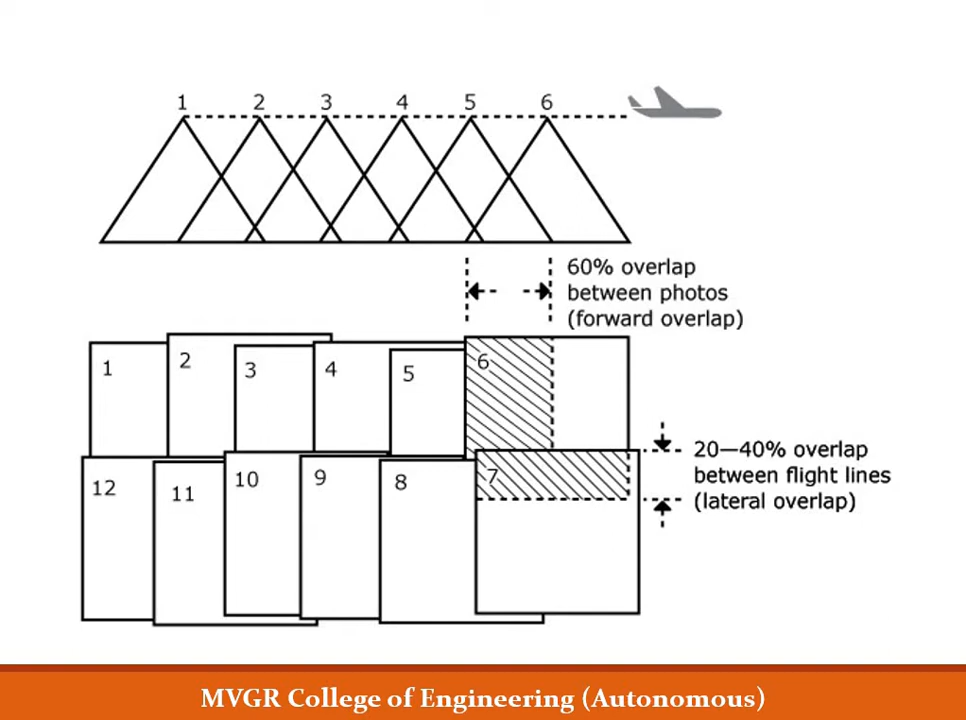 1 2 3 4 5 6
60% overlap
between photos
(forward overlap)
1 2 3 4 5 6
20—40% overlap
between flight lines
(lateral overlap)
12 11 10 9 8 7
MVGR College of Engineering (Autonomous)